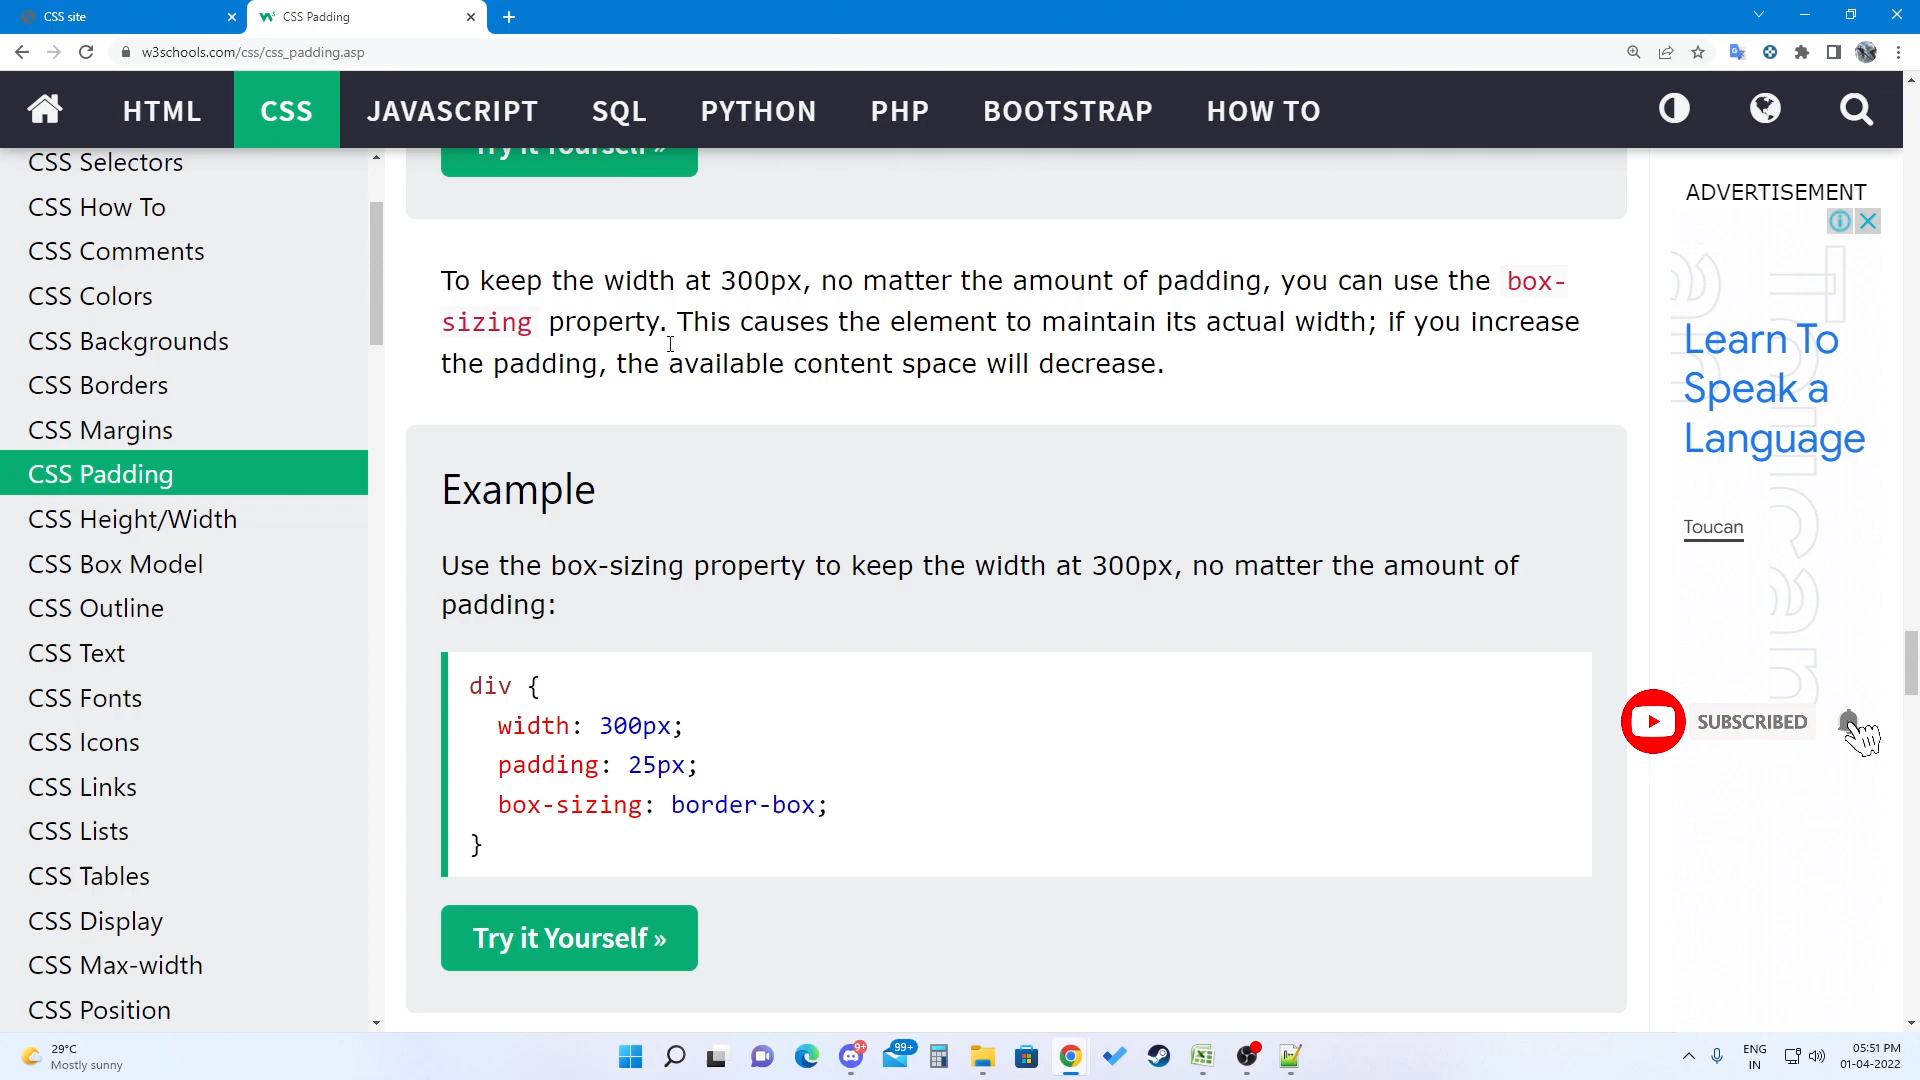 CSS site
CSS Padding
w3schools.com/css/css_padding.asp
HTML
CSS
JAVASCRIPT
SQL
PYTHON
PHP
BOOTSTRAP
HOW TO
CSS Selectors
CSS How To
CSS Comments
CSS Colors
CSS Backgrounds
CSS Borders
CSS Margins
CSS Padding
CSS Height/Width
CSS Box Model
CSS Outline
CSS Text
CSS Fonts
CSS Icons
CSS Links
CSS Lists
CSS Tables
CSS Display
CSS Max-width
CSS Position
Try it Yourself »
To keep the width at 300px, no matter the amount of padding, you can use the box-
sizing property. This causes the element to maintain its actual width; if you increase
the padding, the available content space will decrease.
Example
Use the box-sizing property to keep the width at 300px, no matter the amount of
padding:
div {
  width: 300px;
  padding: 25px;
  box-sizing: border-box;
}
Try it Yourself »
ADVERTISEMENT
Toucan
Learn To
Speak a
Language
Toucan
SUBSCRIBED
29°C
Mostly sunny
9+
99+
ENG
IN
05:51 PM
01-04-2022